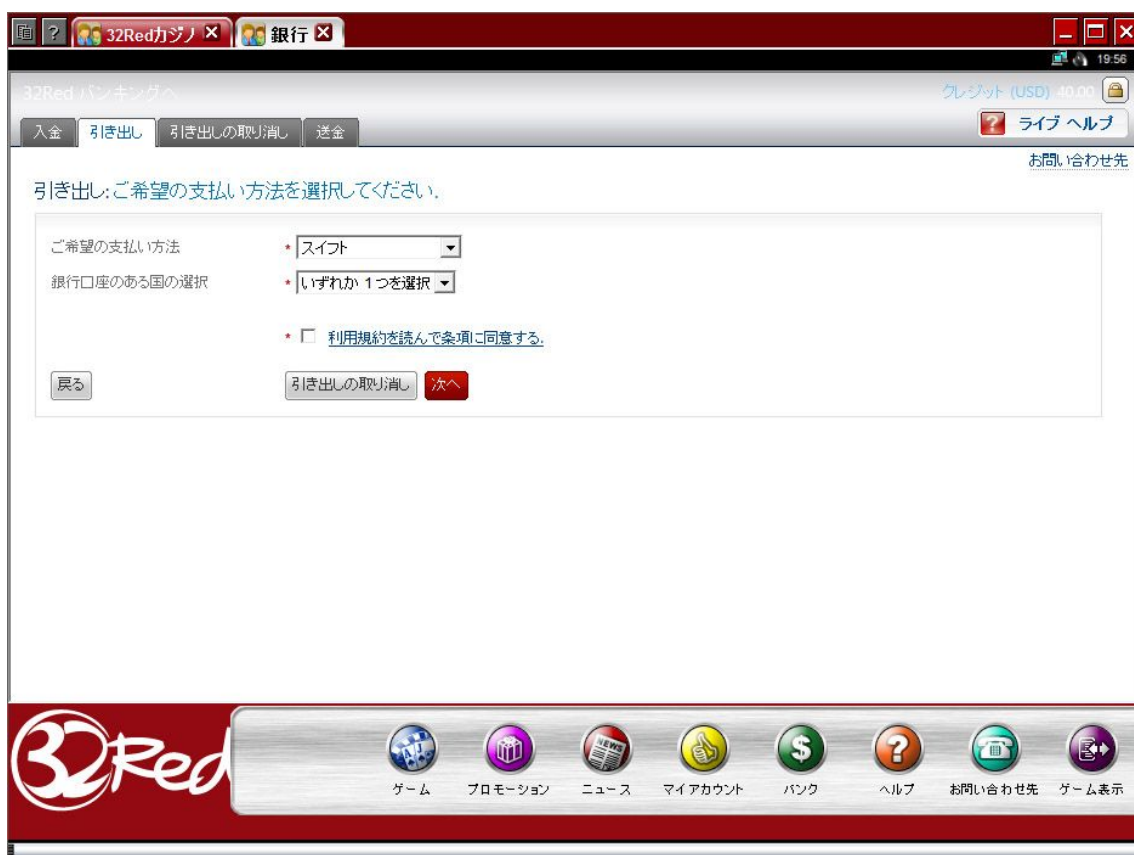 32Redカジノ 銀行
19:56
32Red バンキングへ クレジット (USD) 40.00
入金 引き出し 引き出しの取り消し 送金 ライブ ヘルプ
お問い合わせ先
引き出し:ご希望の支払い方法を選択してください.
ご希望の支払い方法 * スイフト
銀行口座のある国の選択 * いずれか 1つを選択
* 利用規約を読んで条項に同意する.
戻る 引き出しの取り消し 次へ
32Red
NEWS
ゲーム プロモーション ニュース マイアカウント バンク ヘルプ お問い合わせ先 ゲーム表示